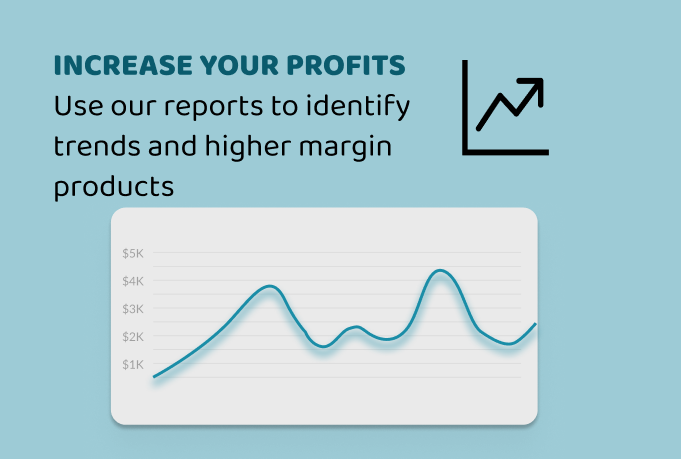 INCREASE YOUR PROFITS
Use our reports to identify
trends and higher margin
products
$5K
$4K
$3K
$2K
$1K